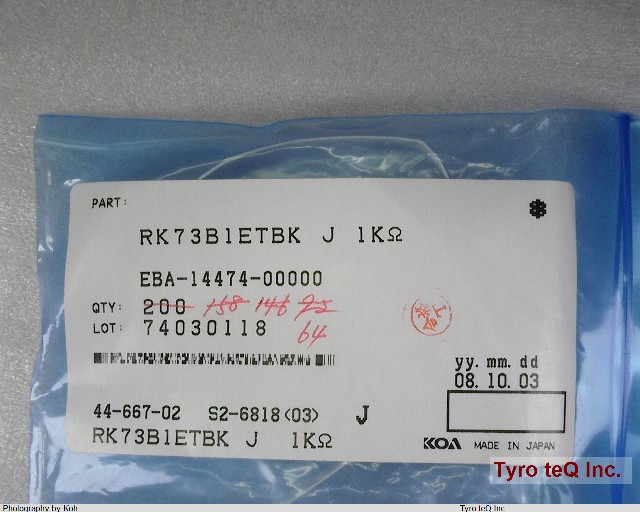 PART:
RK73B1ETBK J 1KΩ
EBA-14474-00000
QTY: 200 158 146 75
LOT: 74030118 64
yy. mm. dd
08. 10. 03
44-667-02 S2-6818(03) J
RK73B1ETBK J 1KΩ
KOA MADE IN JAPAN
Tyro teQ Inc.
Photography by Koh
Tyro teQ Inc